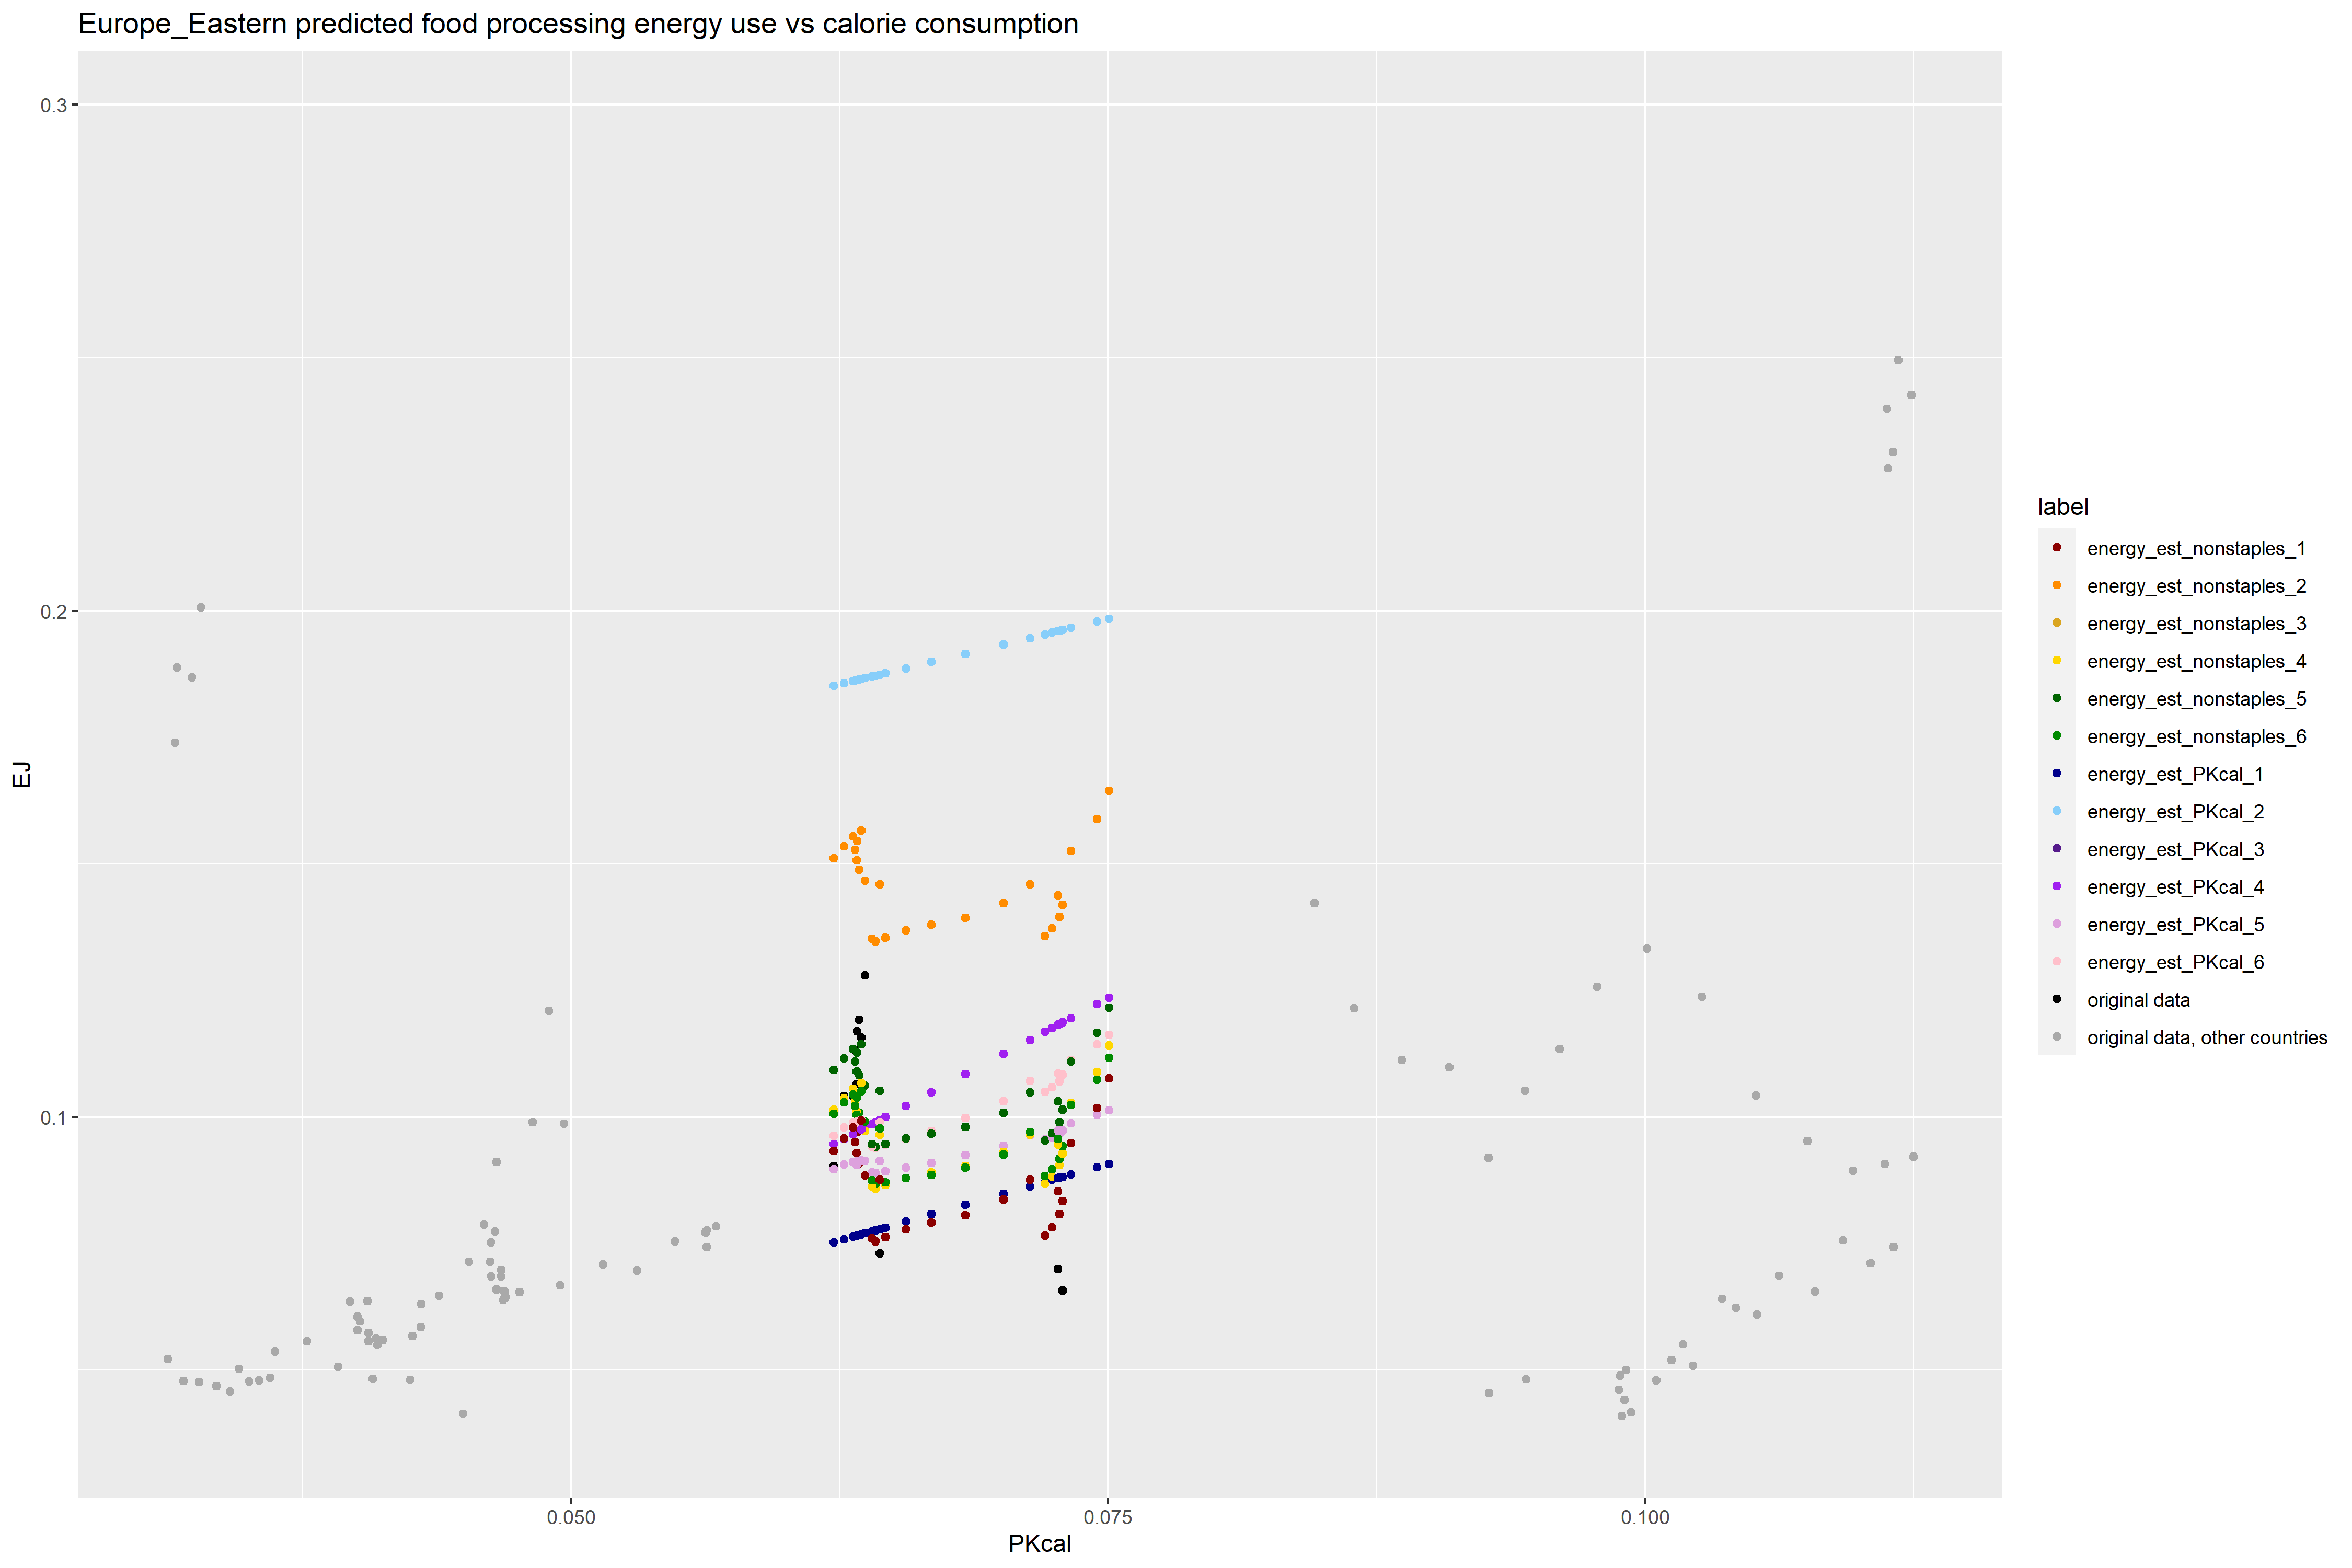 Europe_Eastern predicted food processing energy use vs calorie consumption
0.3
0.2
0.1
EJ
0.050
0.075
0.100
PKcal
label
energy_est_nonstaples_1
energy_est_nonstaples_2
energy_est_nonstaples_3
energy_est_nonstaples_4
energy_est_nonstaples_5
energy_est_nonstaples_6
energy_est_PKcal_1
energy_est_PKcal_2
energy_est_PKcal_3
energy_est_PKcal_4
energy_est_PKcal_5
energy_est_PKcal_6
original data
original data, other countries